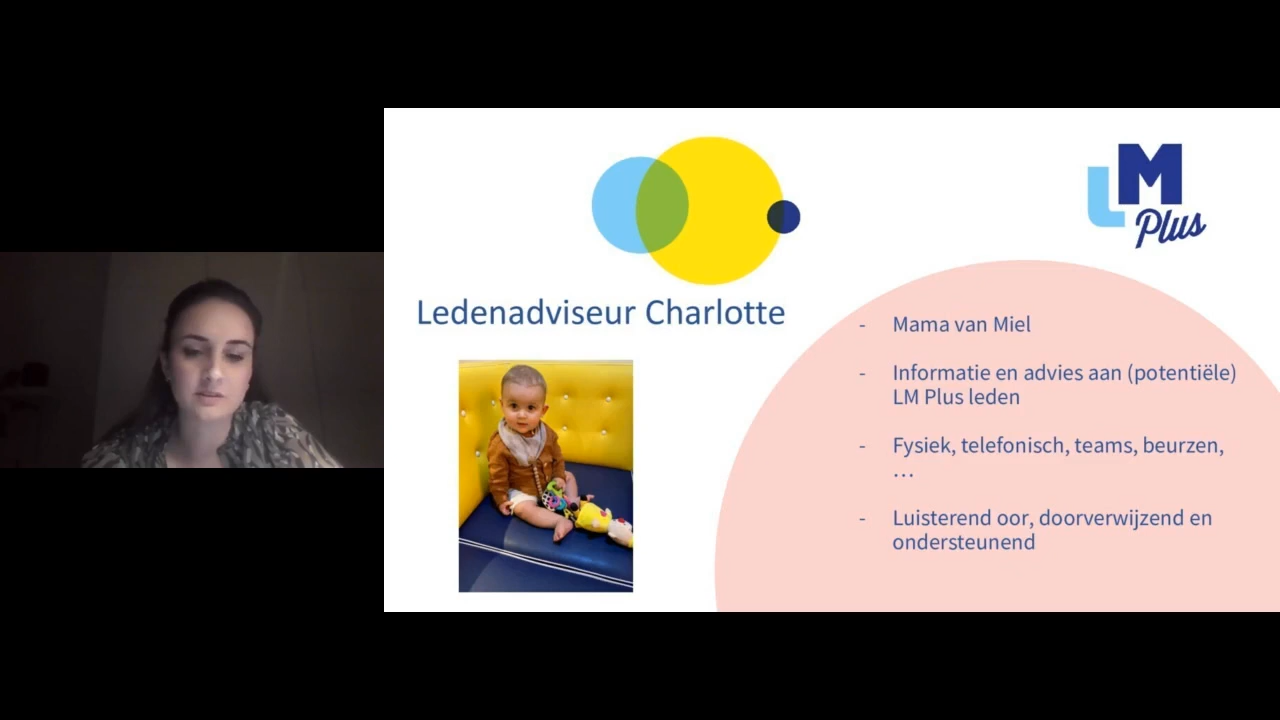 LM
Plus
Ledenadviseur Charlotte
- Mama van Miel
- Informatie en advies aan (potentiële)
LM Plus leden
- Fysiek, telefonisch, teams, beurzen,
...
- Luisterend oor, doorverwijzend en
ondersteunend